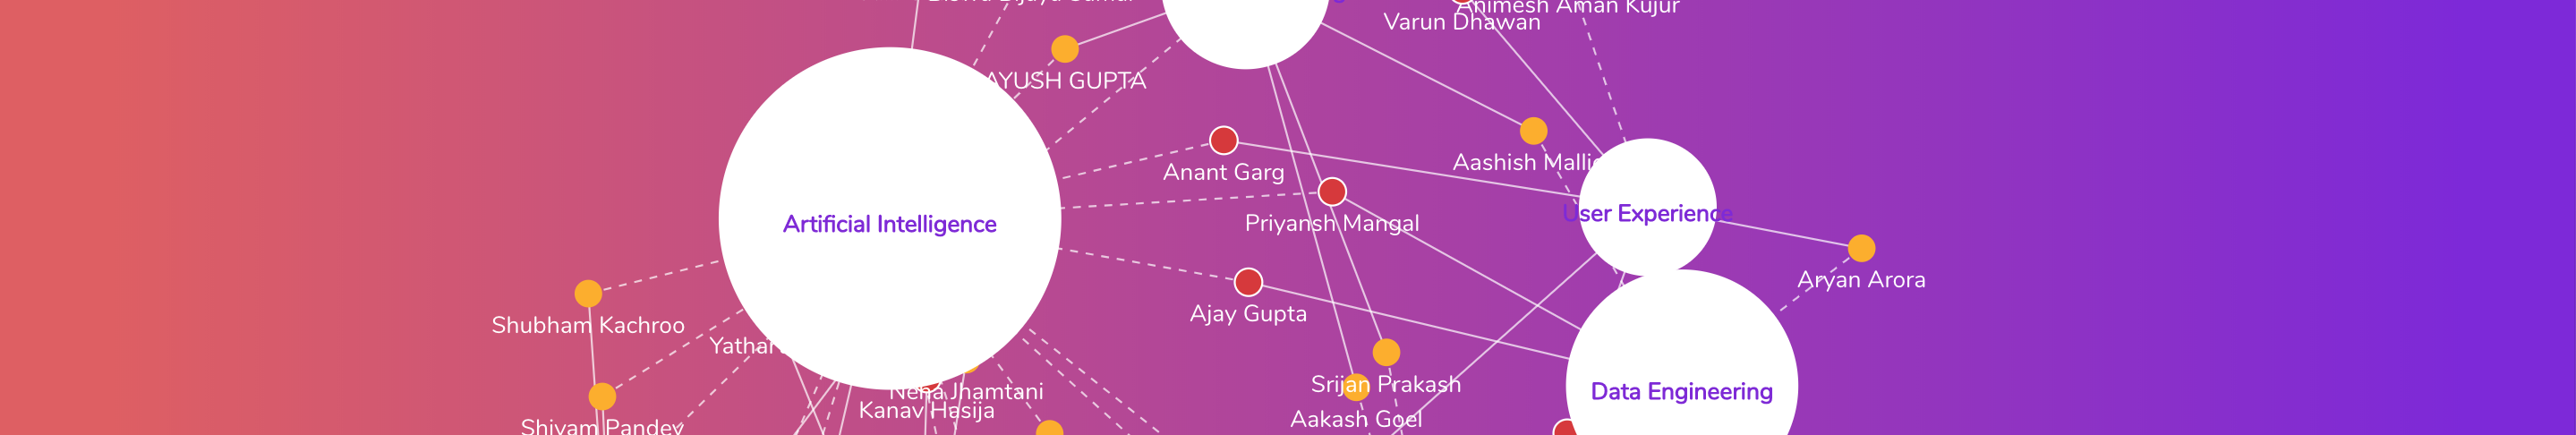 Animesh Aman Kujur
Varun Dhawan
AYUSH GUPTA
Aashish Mallic
Anant Garg
User Experience
Priyansh Mangal
Artificial Intelligence
Aryan Arora
Ajay Gupta
Shubham Kachroo
Yathar
Srijan Prakash
Neha Jhamtani
Data Engineering
Kanav Hasija
Aakash Goel
Shivam Pandey